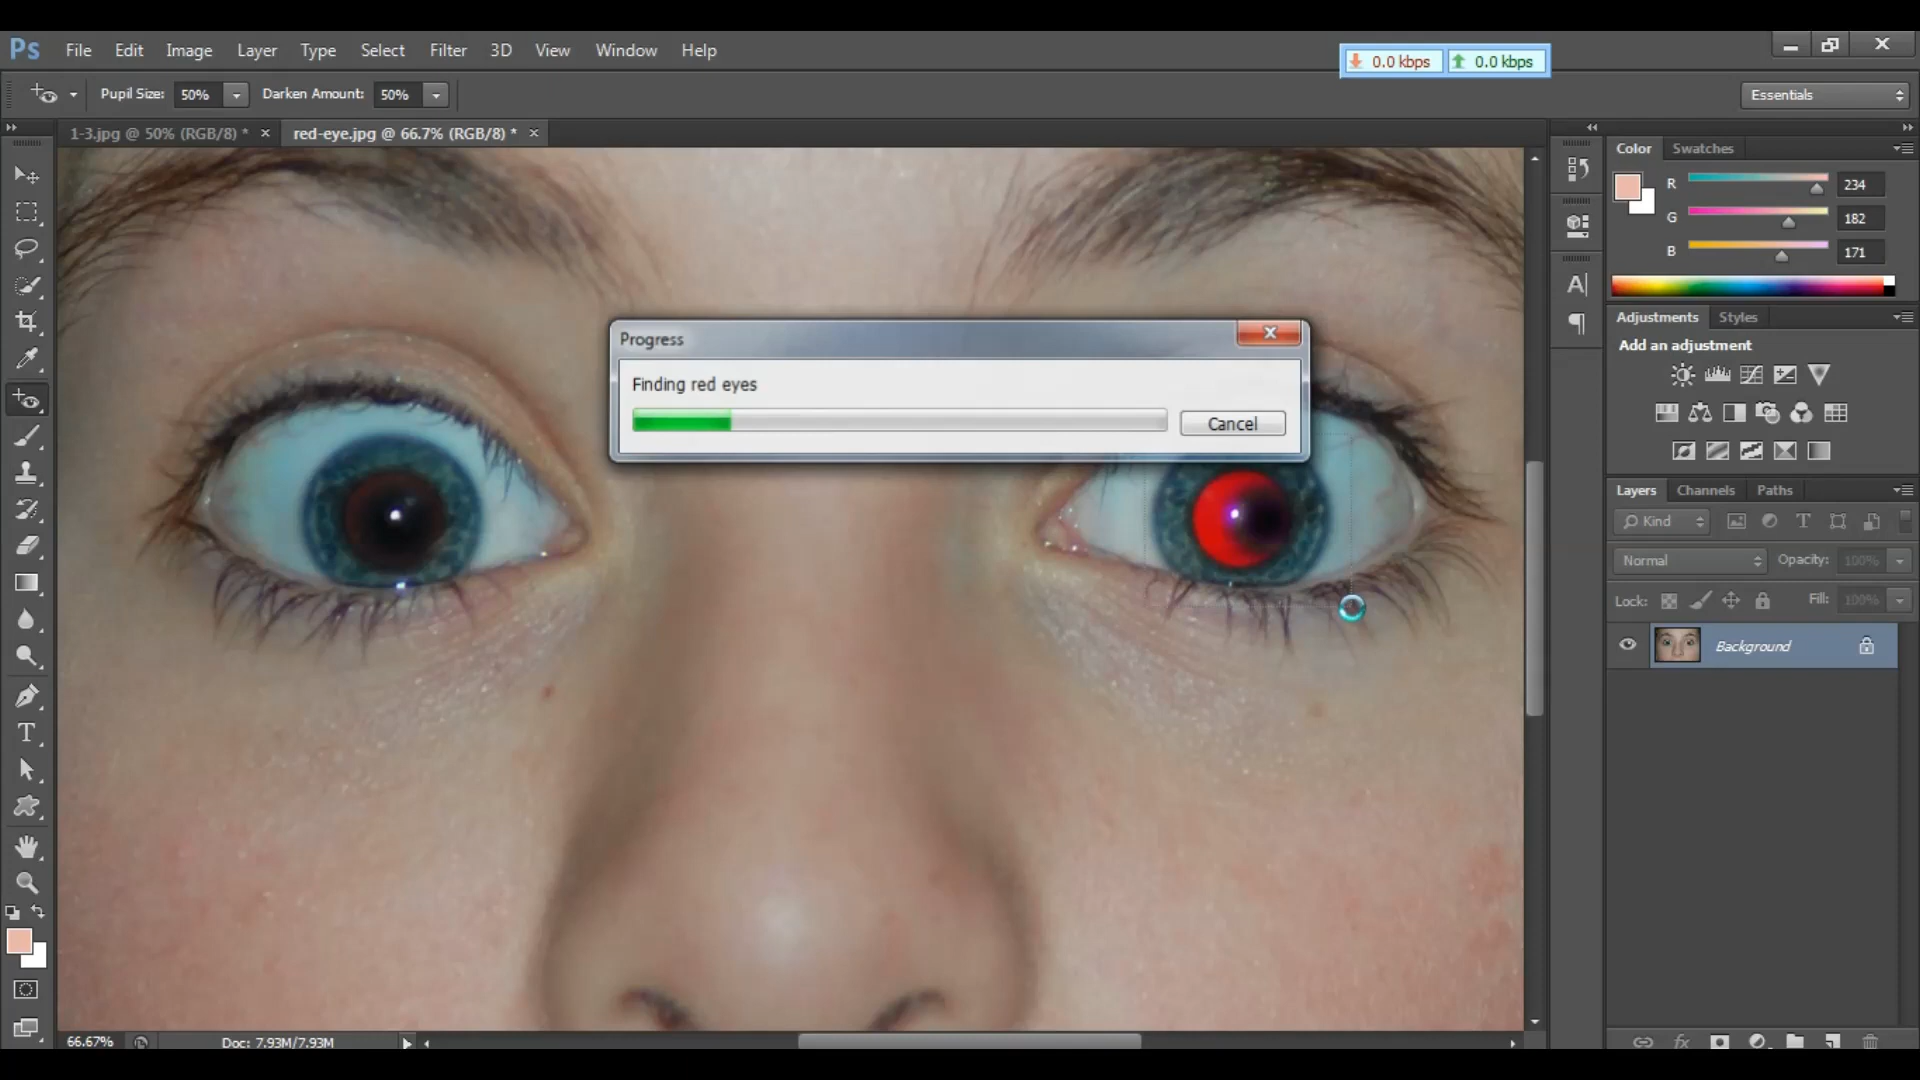 Ps File Edit Image Layer Type Select Filter 3D View Window Help
0.0 kbps 0.0 kbps
Pupil Size: 50% Darken Amount: 50%
Essentials
1-3.jpg @ 50% (RGB/8) * × red-eye.jpg @ 66.7% (RGB/8) * ×
Color Swatches
R 234
G 182
B 171
Adjustments Styles
Add an adjustment
Progress
Finding red eyes
Cancel
Layers Channels Paths
Kind
Normal Opacity: 100%
Lock: Fill: 100%
Background
66.67% Doc: 7.93M/7.93M
fx